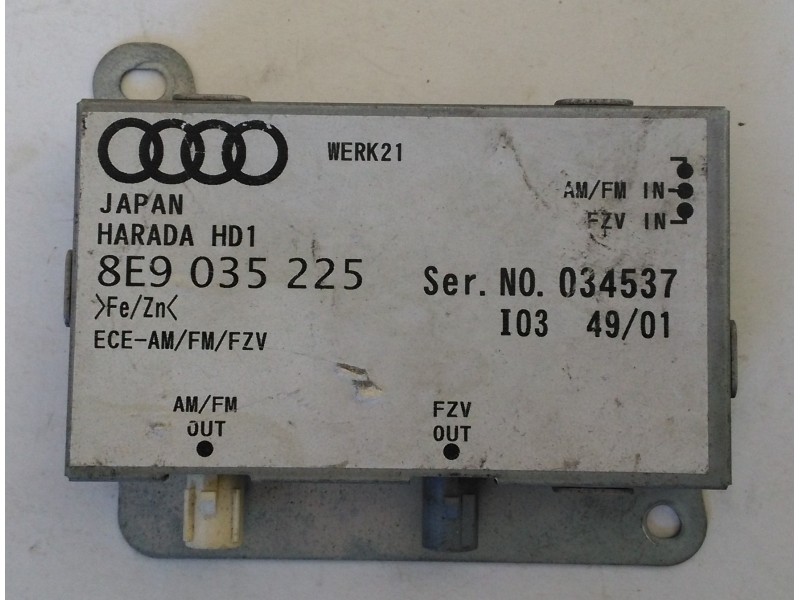 WERK21
AM/FM IN
FZV IN
JAPAN
HARADA HD1
8E9 035 225
Ser. NO. 034537
>Fe/Zn<
I03 49/01
ECE-AM/FM/FZV
AM/FM
OUT
FZV
OUT